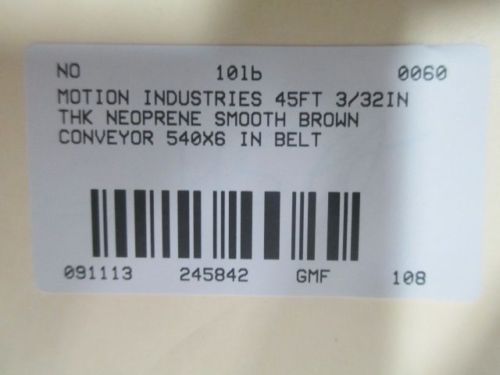 NO 10lb 0060
MOTION INDUSTRIES 45FT 3/32IN
THK NEOPRENE SMOOTH BROWN
CONVEYOR 540X6 IN BELT
091113 245842 GMF 108